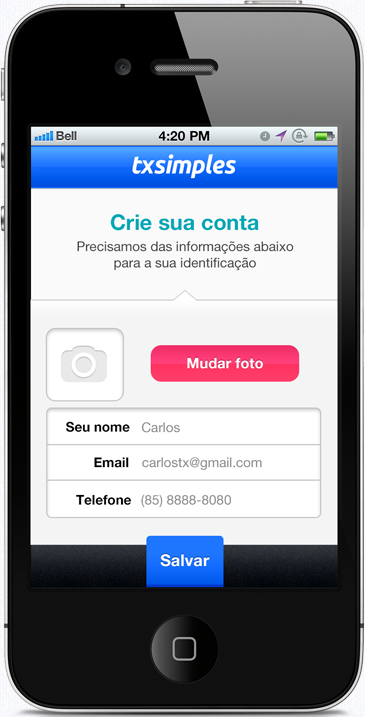 Bell
4:20 PM
txsimples
Crie sua conta
Precisamos das informações abaixo
para a sua identificação
Mudar foto
Seu nome Carlos
Email carlostx@gmail.com
Telefone (85) 8888-8080
Salvar